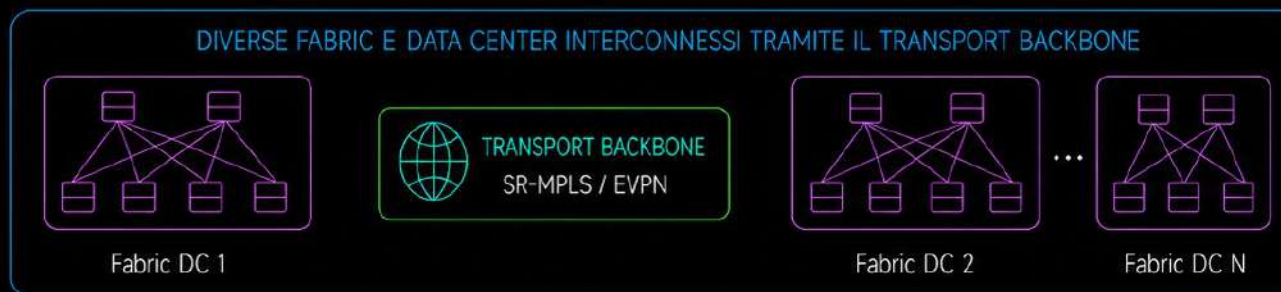 DIVERSE FABRIC E DATA CENTER INTERCONNESSI TRAMITE IL TRANSPORT BACKBONE
TRANSPORT BACKBONE
SR-MPLS / EVPN
...
Fabric DC 1
Fabric DC 2
Fabric DC N